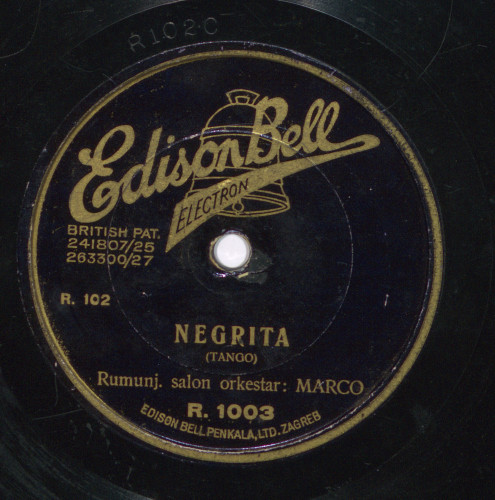 R1020
Edison Bell
ELECTRON
BRITISH PAT.
241807/25
263300/27
R. 102
NEGRITA
(TANGO)
Rumunj. salon orkestar: MARCO
R. 1003
EDISON BELL PENKALA, LTD. ZAGREB